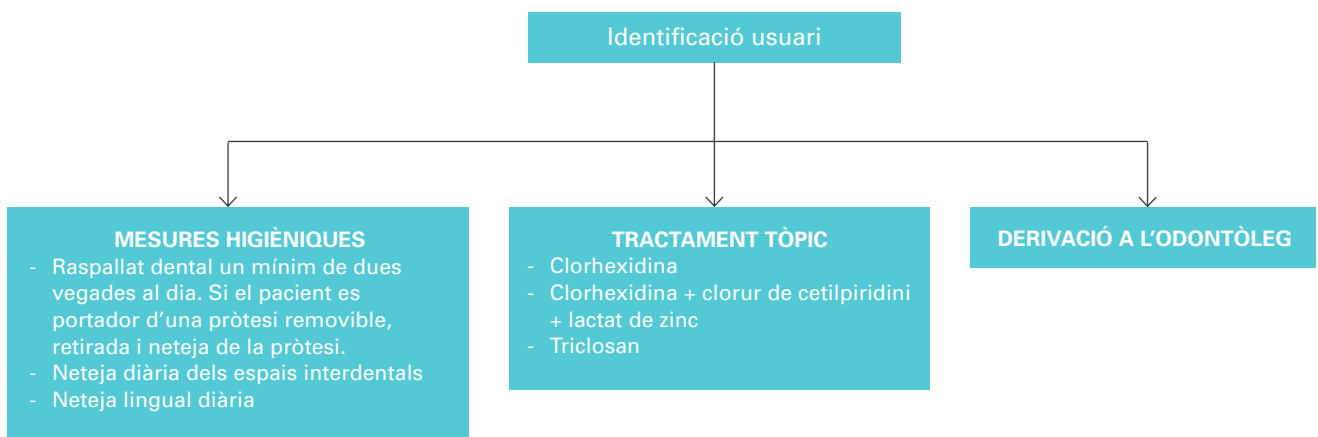 Identificació usuari
MESURES HIGIÈNIQUES
- Raspallat dental un mínim de dues
vegades al dia. Si el pacient es
portador d’una pròtesi removible,
retirada i neteja de la pròtesi.
- Neteja diària dels espais interdentals
- Neteja lingual diària
TRACTAMENT TÒPIC
- Clorhexidina
- Clorhexidina + clorur de cetilpiridini
+ lactat de zinc
- Triclosan
DERIVACIÓ A L’ODONTÒLEG